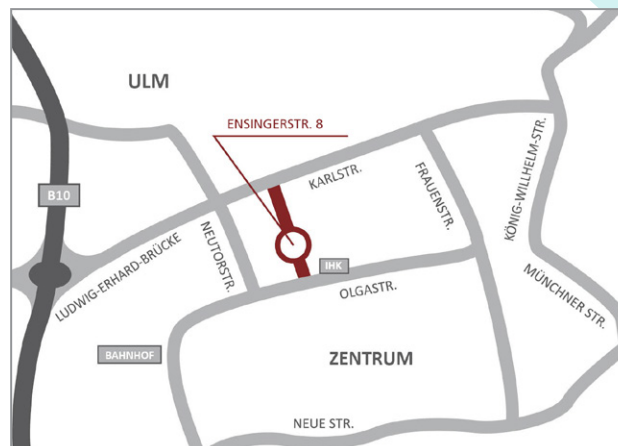 ULM
ENSINGERSTR. 8
B10
KARLSTR.
FRAUENSTR.
KÖNIG-WILLHELM-STR.
NEUTORSTR.
LUDWIG-ERHARD-BRÜCKE
IHK
OLGASTR.
MÜNCHNER STR.
BAHNHOF
ZENTRUM
NEUE STR.